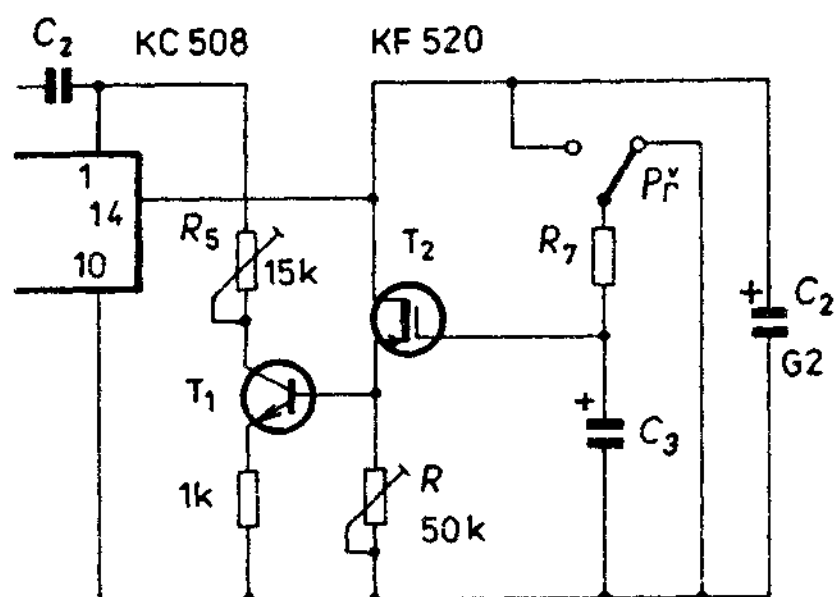 C₂ KC 508 KF 520
1
14
10
R₅
15k
T₂
Př
R₇
+ C₂
G2
T₁
+ C₃
1k
R
50k